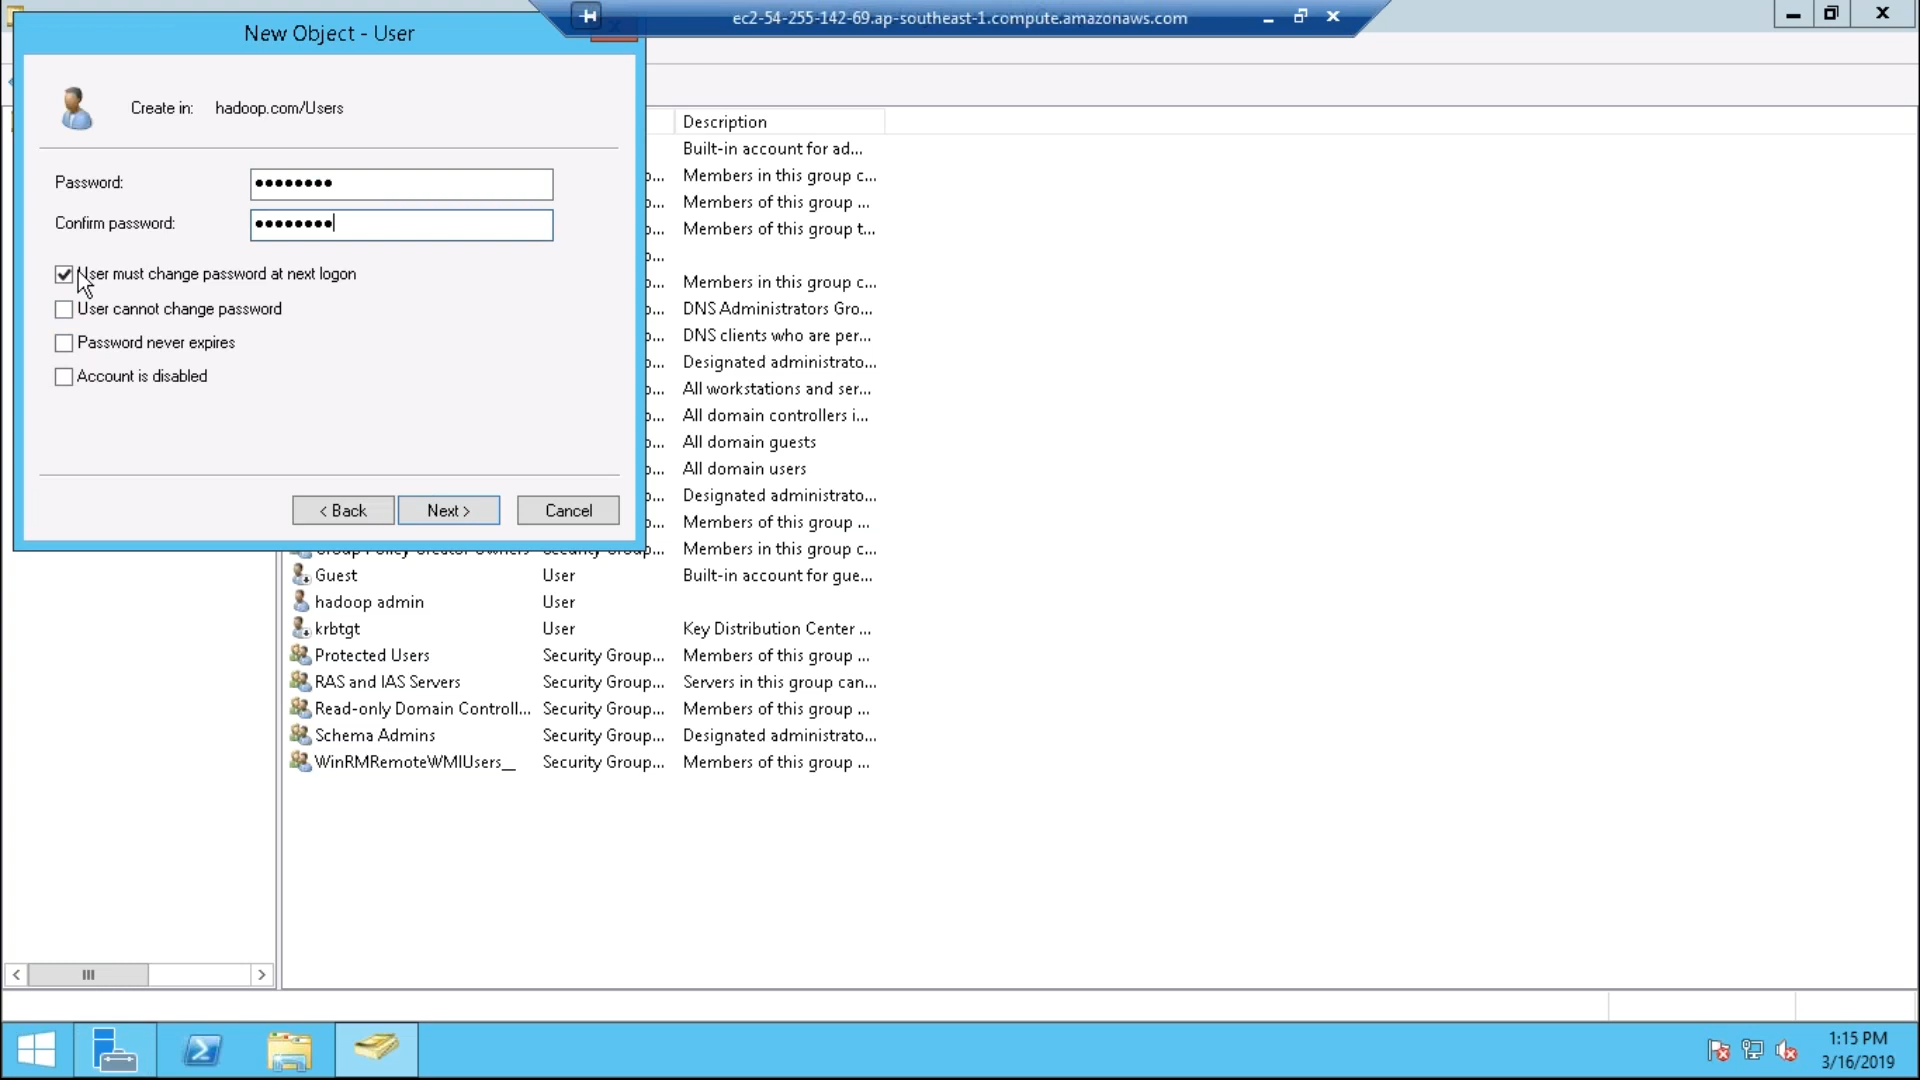 New Object - User
ec2-54-255-142-69.ap-southeast-1.compute.amazonaws.com
Create in: hadoop.com/Users
Password: ●●●●●●●●
Confirm password: ●●●●●●●●
User must change password at next logon
User cannot change password
Password never expires
Account is disabled
< Back
Next >
Cancel
Description
Built-in account for ad...
Members in this group c...
Members of this group ...
Members of this group t...
Members in this group c...
DNS Administrators Gro...
DNS clients who are per...
Designated administrato...
All workstations and ser...
All domain controllers i...
All domain guests
All domain users
Designated administrato...
Members of this group ...
Members in this group c...
Guest User Built-in account for gue...
hadoop admin User
krbtgt User Key Distribution Center ...
Protected Users Security Group... Members of this group ...
RAS and IAS Servers Security Group... Servers in this group can...
Read-only Domain Controll... Security Group... Members of this group ...
Schema Admins Security Group... Designated administrato...
WinRMRemoteWMIUsers__ Security Group... Members of this group ...
1:15 PM
3/16/2019